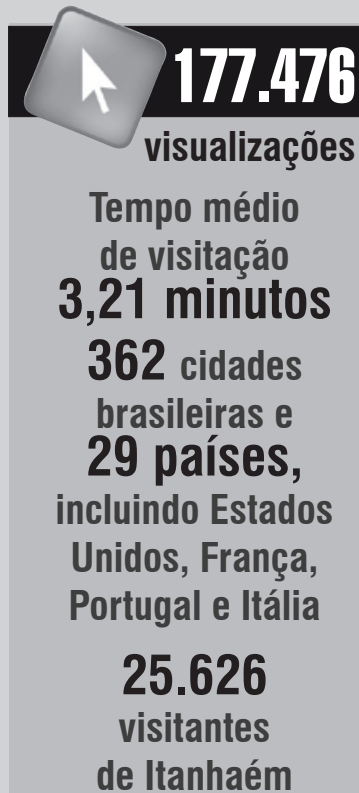 177.476
visualizações
Tempo médio
de visitação
3,21 minutos
362 cidades
brasileiras e
29 países,
incluindo Estados
Unidos, França,
Portugal e Itália
25.626
visitantes
de Itanhaém